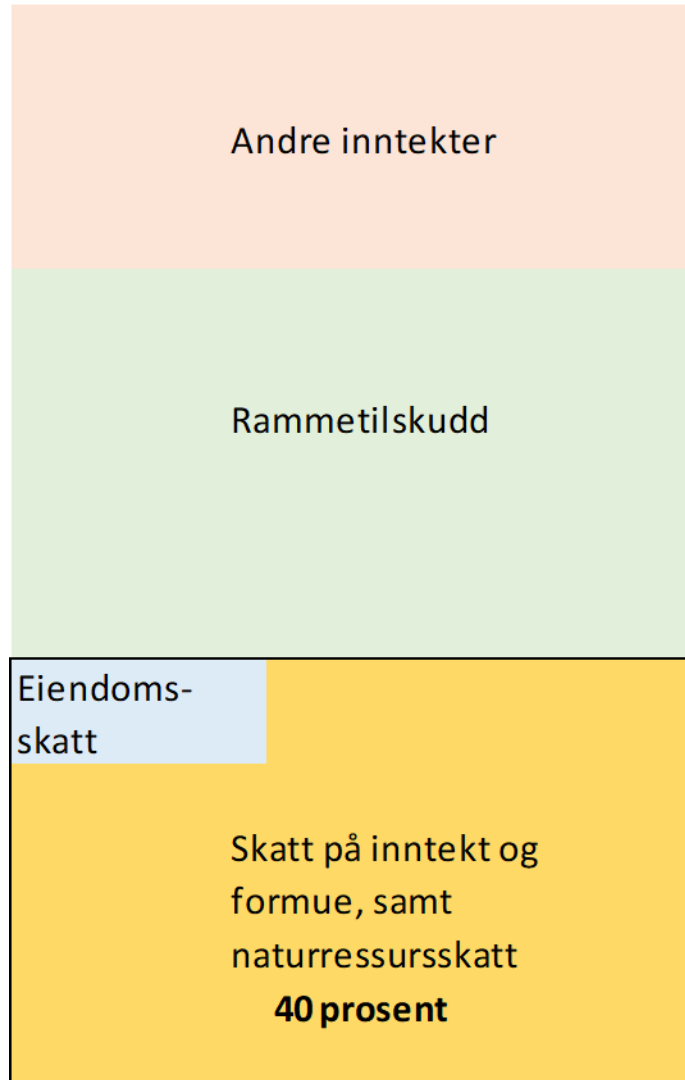 Andre inntekter
Rammetilskudd
Eiendoms-
skatt
Skatt på inntekt og
formue, samt
naturressursskatt
40 prosent